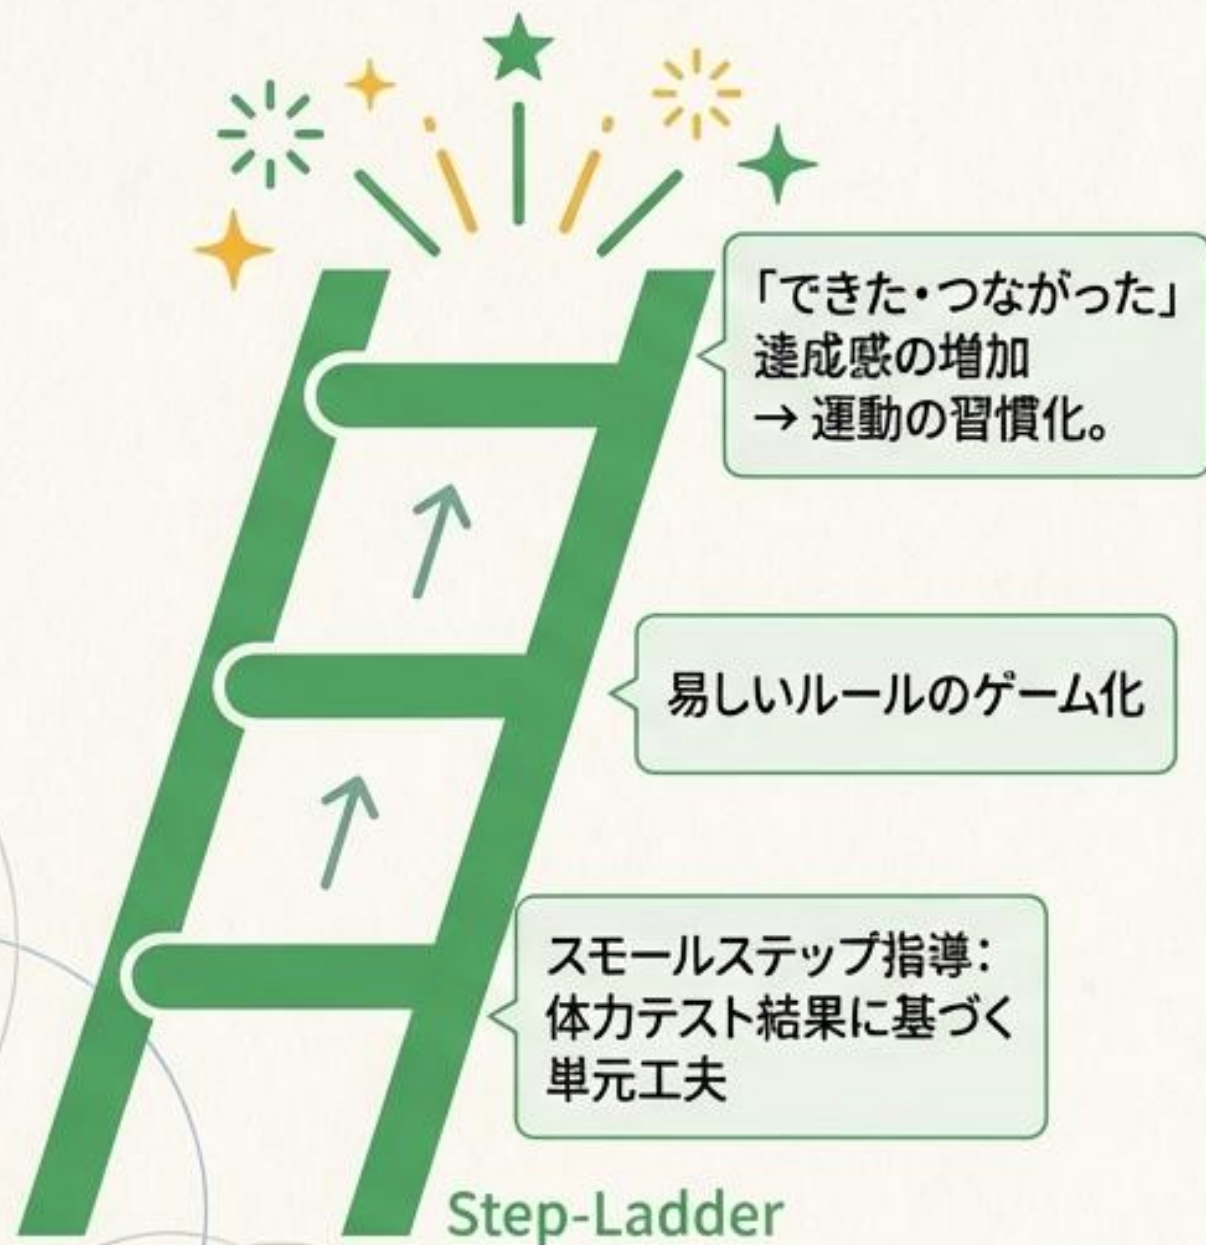 「できた・つながった」
達成感の増加
→ 運動の習慣化。
易しいルールのゲーム化
スモールステップ指導：
体力テスト結果に基づく
単元工夫
Step-Ladder